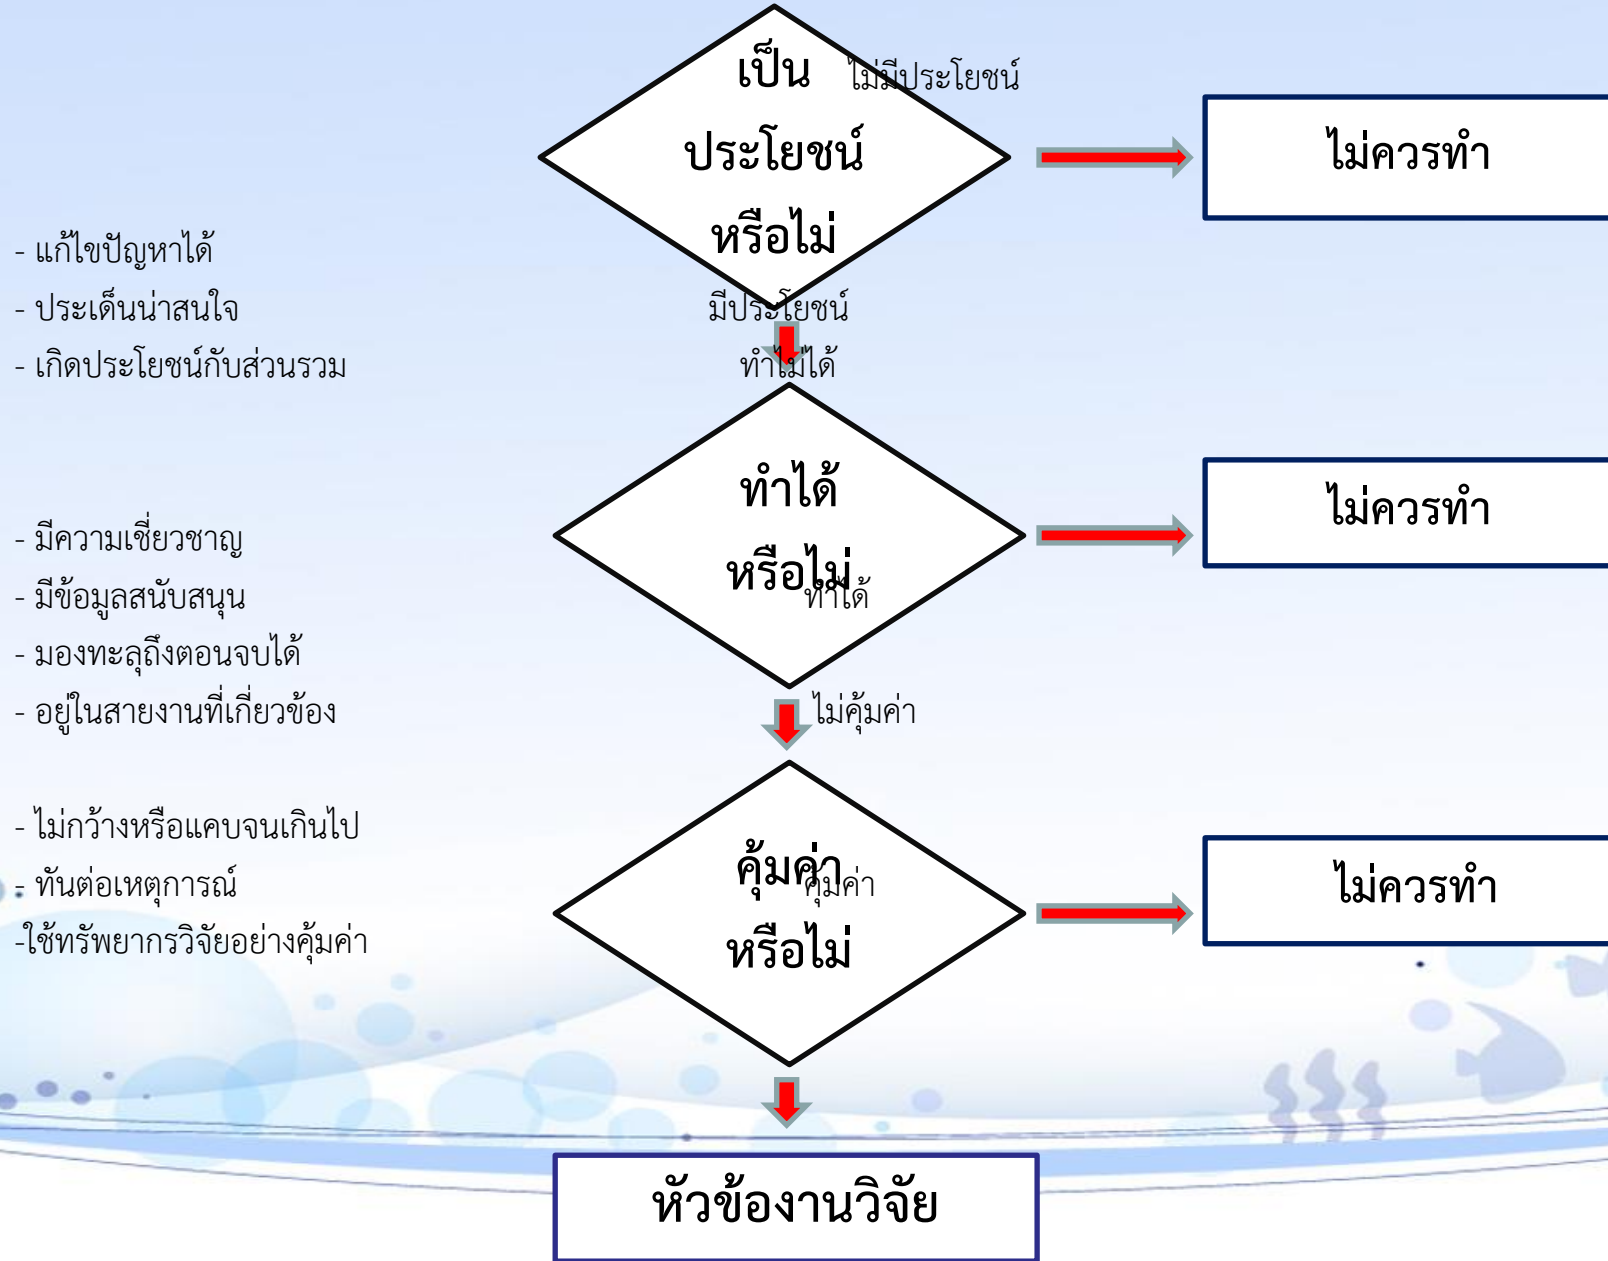 เป็น
ไม่มีประโยชน์
ประโยชน์
ไม่ควรทำ
หรือไม่
- แก้ไขปัญหาได้
- ประเด็นน่าสนใจ
มีประโยชน์
- เกิดประโยชน์กับส่วนรวม
ทำไม่ได้
ทำได้
ไม่ควรทำ
- มีความเชี่ยวชาญ
หรือไม่
- มีข้อมูลสนับสนุน
ทำได้
- มองทะลุถึงตอนจบได้
- อยู่ในสายงานที่เกี่ยวข้อง
ไม่คุ้มค่า
- ไม่กว้างหรือแคบจนเกินไป
คุ้มค่า
- ทันต่อเหตุการณ์
คุ้มค่า
ไม่ควรทำ
-ใช้ทรัพยากรวิจัยอย่างคุ้มค่า
หรือไม่
หัวข้องานวิจัย